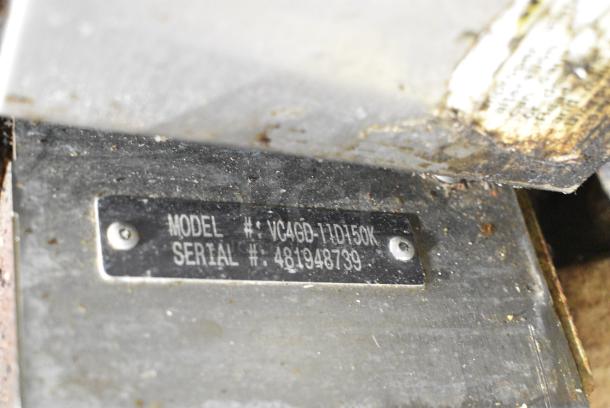 MODEL #: VC4GD-11D150K
SERIAL #: 481948739